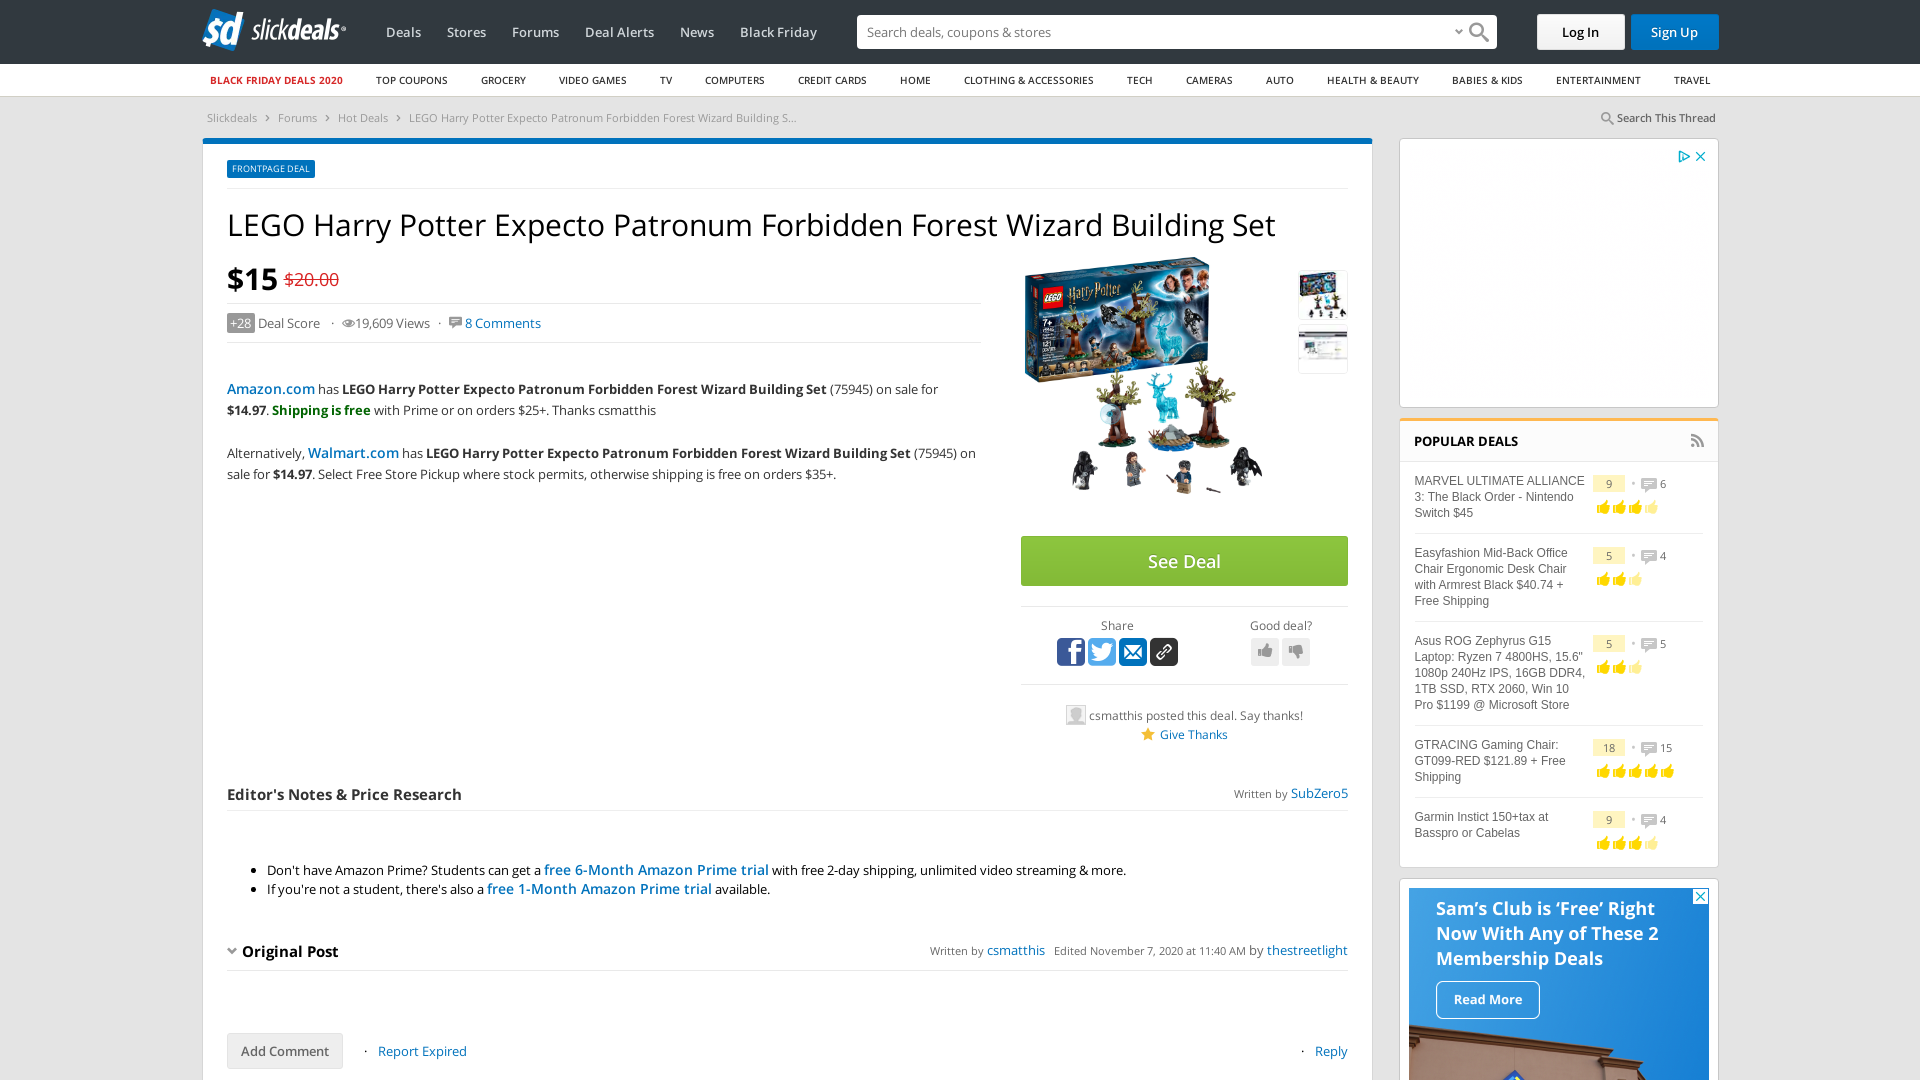 slickdeals
Deals
Stores
Forums
Deal Alerts
News
Black Friday
Search deals, coupons & stores
Log In
Sign Up
BLACK FRIDAY DEALS 2020
TOP COUPONS
GROCERY
VIDEO GAMES
TV
COMPUTERS
CREDIT CARDS
HOME
CLOTHING & ACCESSORIES
TECH
CAMERAS
AUTO
HEALTH & BEAUTY
BABIES & KIDS
ENTERTAINMENT
TRAVEL
Slickdeals › Forums › Hot Deals › LEGO Harry Potter Expecto Patronum Forbidden Forest Wizard Building S...
Search This Thread
FRONTPAGE DEAL
LEGO Harry Potter Expecto Patronum Forbidden Forest Wizard Building Set
$15 $20.00
+28 Deal Score · 19,609 Views · 8 Comments
Amazon.com has LEGO Harry Potter Expecto Patronum Forbidden Forest Wizard Building Set (75945) on sale for
$14.97. Shipping is free with Prime or on orders $25+. Thanks csmatthis
Alternatively, Walmart.com has LEGO Harry Potter Expecto Patronum Forbidden Forest Wizard Building Set (75945) on
sale for $14.97. Select Free Store Pickup where stock permits, otherwise shipping is free on orders $35+.
LEGO
Harry Potter
7+
See Deal
Share
Good deal?
csmatthis posted this deal. Say thanks!
Give Thanks
Editor's Notes & Price Research
Written by SubZero5
• Don't have Amazon Prime? Students can get a free 6-Month Amazon Prime trial with free 2-day shipping, unlimited video streaming & more.
• If you're not a student, there's also a free 1-Month Amazon Prime trial available.
Original Post
Written by csmatthis Edited November 7, 2020 at 11:40 AM by thestreetlight
Add Comment
· Report Expired
· Reply
POPULAR DEALS
MARVEL ULTIMATE ALLIANCE
3: The Black Order - Nintendo
Switch $45
9 • 6
Easyfashion Mid-Back Office
Chair Ergonomic Desk Chair
with Armrest Black $40.74 +
Free Shipping
5 • 4
Asus ROG Zephyrus G15
Laptop: Ryzen 7 4800HS, 15.6"
1080p 240Hz IPS, 16GB DDR4,
1TB SSD, RTX 2060, Win 10
Pro $1199 @ Microsoft Store
5 • 5
GTRACING Gaming Chair:
GT099-RED $121.89 + Free
Shipping
18 • 15
Garmin Instict 150+tax at
Basspro or Cabelas
9 • 4
Sam's Club is 'Free' Right
Now With Any of These 2
Membership Deals
Read More